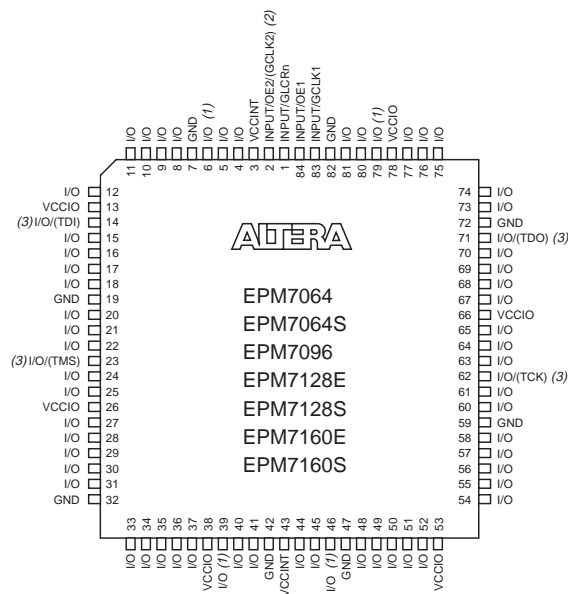 I/O
I/O
I/O
I/O
GND
I/O (1)
I/O
I/O
VCCINT
INPUT/OE2/(GCLK2) (2)
INPUT/GLCRn
INPUT/OE1
INPUT/GCLK1
GND
I/O
I/O
I/O (1)
VCCIO
I/O
I/O
I/O
11 10 9 8 7 6 5 4 3 2 1 84 83 82 81 80 79 78 77 76 75
I/O 12
VCCIO 13
(3) I/O/(TDI) 14
I/O 15
I/O 16
I/O 17
I/O 18
GND 19
I/O 20
I/O 21
I/O 22
(3) I/O/(TMS) 23
I/O 24
I/O 25
VCCIO 26
I/O 27
I/O 28
I/O 29
I/O 30
I/O 31
GND 32
ALTERA
EPM7064
EPM7064S
EPM7096
EPM7128E
EPM7128S
EPM7160E
EPM7160S
74 I/O
73 I/O
72 GND
71 I/O/(TDO) (3)
70 I/O
69 I/O
68 I/O
67 I/O
66 VCCIO
65 I/O
64 I/O
63 I/O
62 I/O/(TCK) (3)
61 I/O
60 I/O
59 GND
58 I/O
57 I/O
56 I/O
55 I/O
54 I/O
33 34 35 36 37 38 39 40 41 42 43 44 45 46 47 48 49 50 51 52 53
I/O
I/O
I/O
I/O
I/O
VCCIO
I/O (1)
I/O
I/O
GND
VCCINT
I/O
I/O
I/O (1)
GND
I/O
I/O
I/O
I/O
I/O
VCCIO